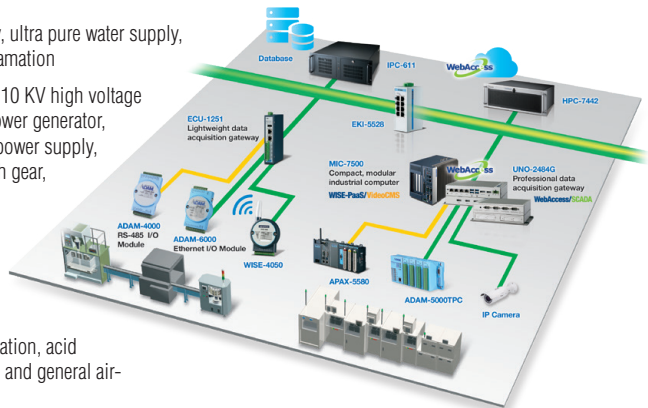 , ultra pure water supply,
amation
10 KV high voltage
ower generator,
power supply,
n gear,
ation, acid
and general air-
Database
IPC-611
WebAccess
HPC-7442
EKI-5528
ECU-1251
Lightweight data
acquisition gateway
MIC-7500
Compact, modular
industrial computer
WISE-PaaS/VideoCMS
WebAccess
UNO-2484G
Professional data
acquisition gateway
WebAccess/SCADA
ADAM-4000
RS-485 I/O
Module
ADAM-6000
Ethernet I/O Module
WISE-4050
APAX-5580
ADAM-5000TPC
IP Camera